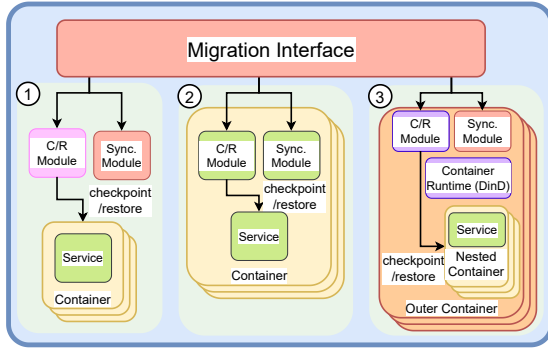 Migration Interface
1
C/R
Module
Sync.
Module
checkpoint
/restore
Service
Container
2
C/R
Module
Sync.
Module
checkpoint
/restore
Service
Container
3
C/R
Module
Sync.
Module
Container
Runtime (DinD)
checkpoint
/restore
Service
Nested
Container
Outer Container